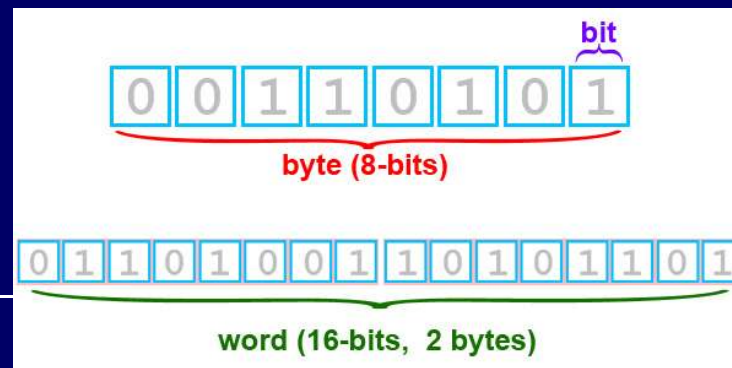 bit
0 0 1 1 0 1 0 1
byte (8-bits)
0 1 1 0 1 0 0 1 1 0 1 0 1 1 0 1
word (16-bits, 2 bytes)